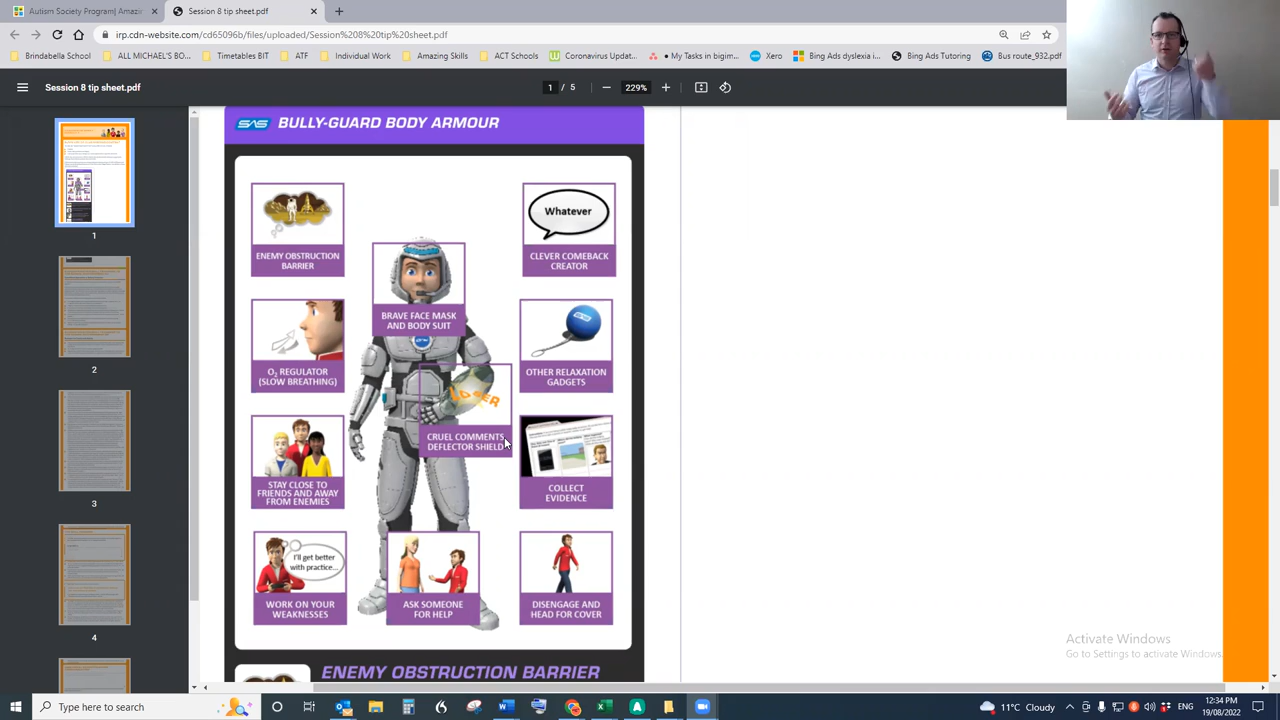 Autism Society Program| Amazin
Session 8 tip sheet.pdf
irp.cdn-website.com/cd65096b/files/uploaded/Session%208%20tip%20sheet.pdf
Brindabella School
ALL MICHAEL'S BO...
Timetables BIT
ATF
Individual Work
Amazing Skills
ACT Schools
Coronavirus Updat...
My Tasks in bigim...
Xero
Bing Ads dyslexia i...
Bing Ads Tutoring
Bus route_932.pdf
Session 8 tip sheet.pdf
1 / 5
229%
1
2
3
4
SAS BULLY-GUARD BODY ARMOUR
ENEMY OBSTRUCTION
BARRIER
Whatever
CLEVER COMEBACK
CREATOR
BRAVE FACE MASK
AND BODY SUIT
O₂ REGULATOR
(SLOW BREATHING)
OTHER RELAXATION
GADGETS
LOSER
CRUEL COMMENTS
DEFLECTOR SHIELD
STAY CLOSE TO
FRIENDS AND AWAY
FROM ENEMIES
COLLECT
EVIDENCE
I'll get better
with practice...
WORK ON YOUR
WEAKNESSES
ASK SOMEONE
FOR HELP
DISENGAGE AND
HEAD FOR COVER
ENEMY OBSTRUCTION BARRIER
Activate Windows
Go to Settings to activate Windows.
Type here to search
11°C Cloudy
ENG
12:34 PM
19/08/2022